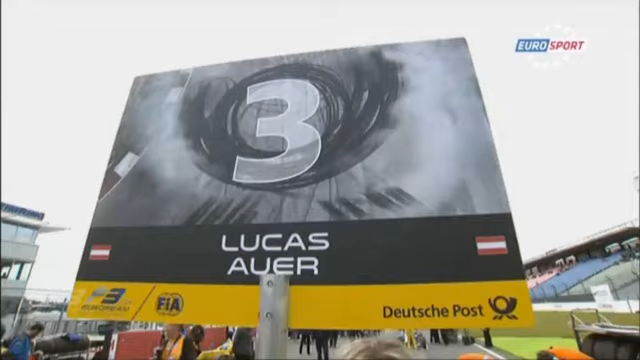 EUROSPORT
3
LUCAS
AUER
F3
EUROPEAN
FIA
Deutsche Post